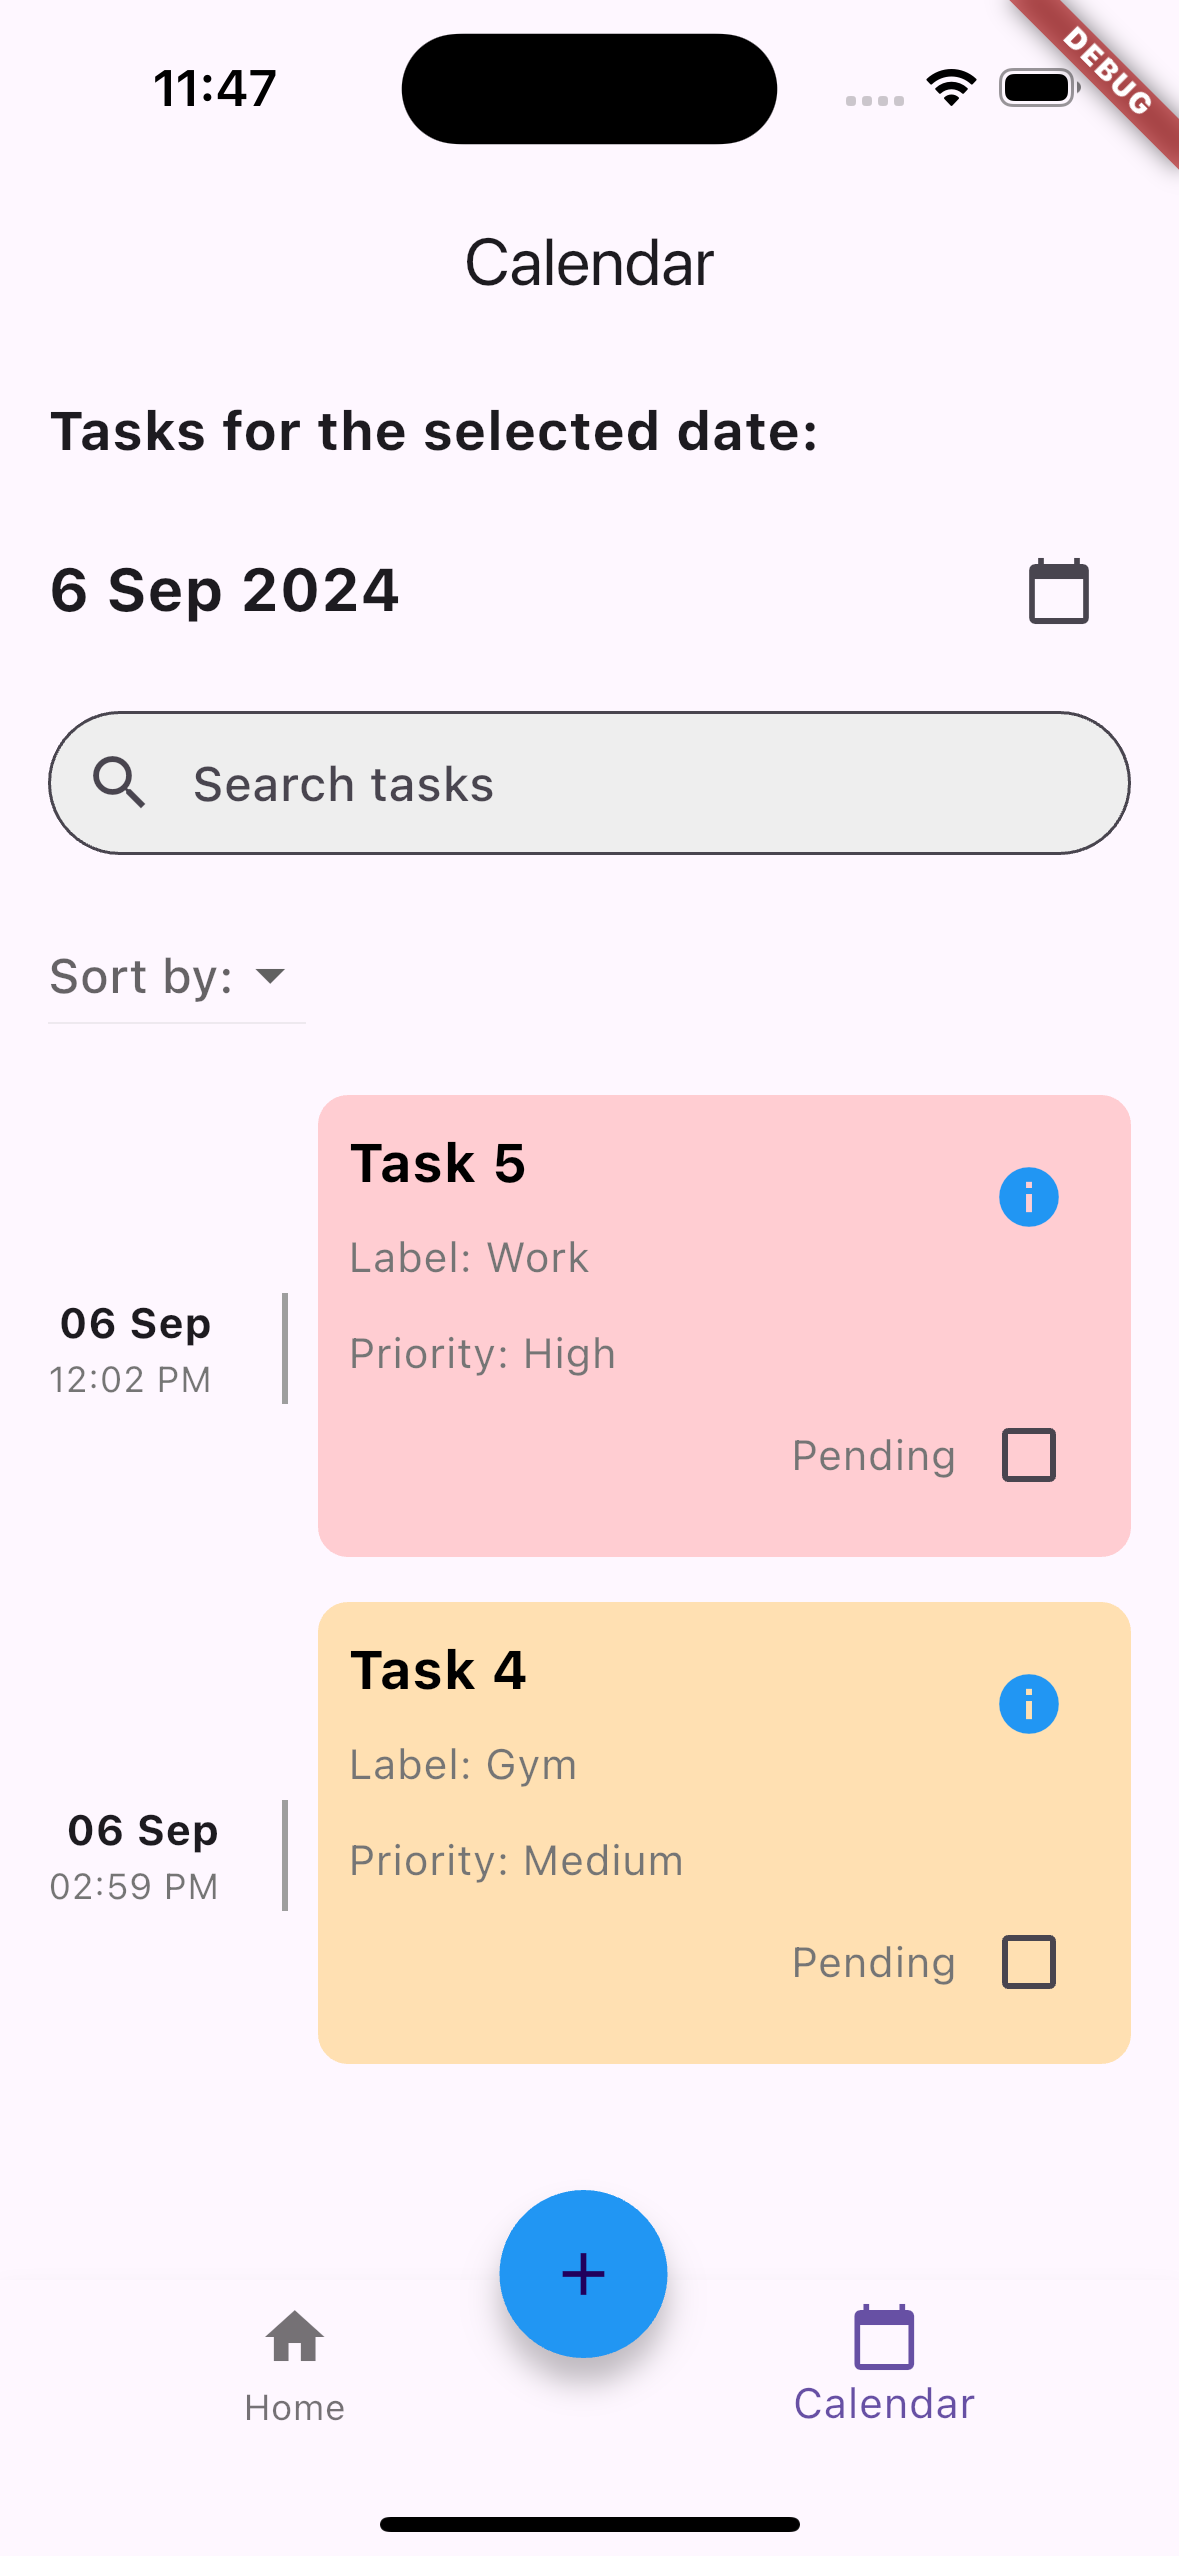 11:47
DEBUG
Calendar
Tasks for the selected date:
6 Sep 2024
Search tasks
Sort by:
Task 5
Label: Work
Priority: High
06 Sep
12:02 PM
Pending
Task 4
Label: Gym
Priority: Medium
06 Sep
02:59 PM
Pending
Home
Calendar